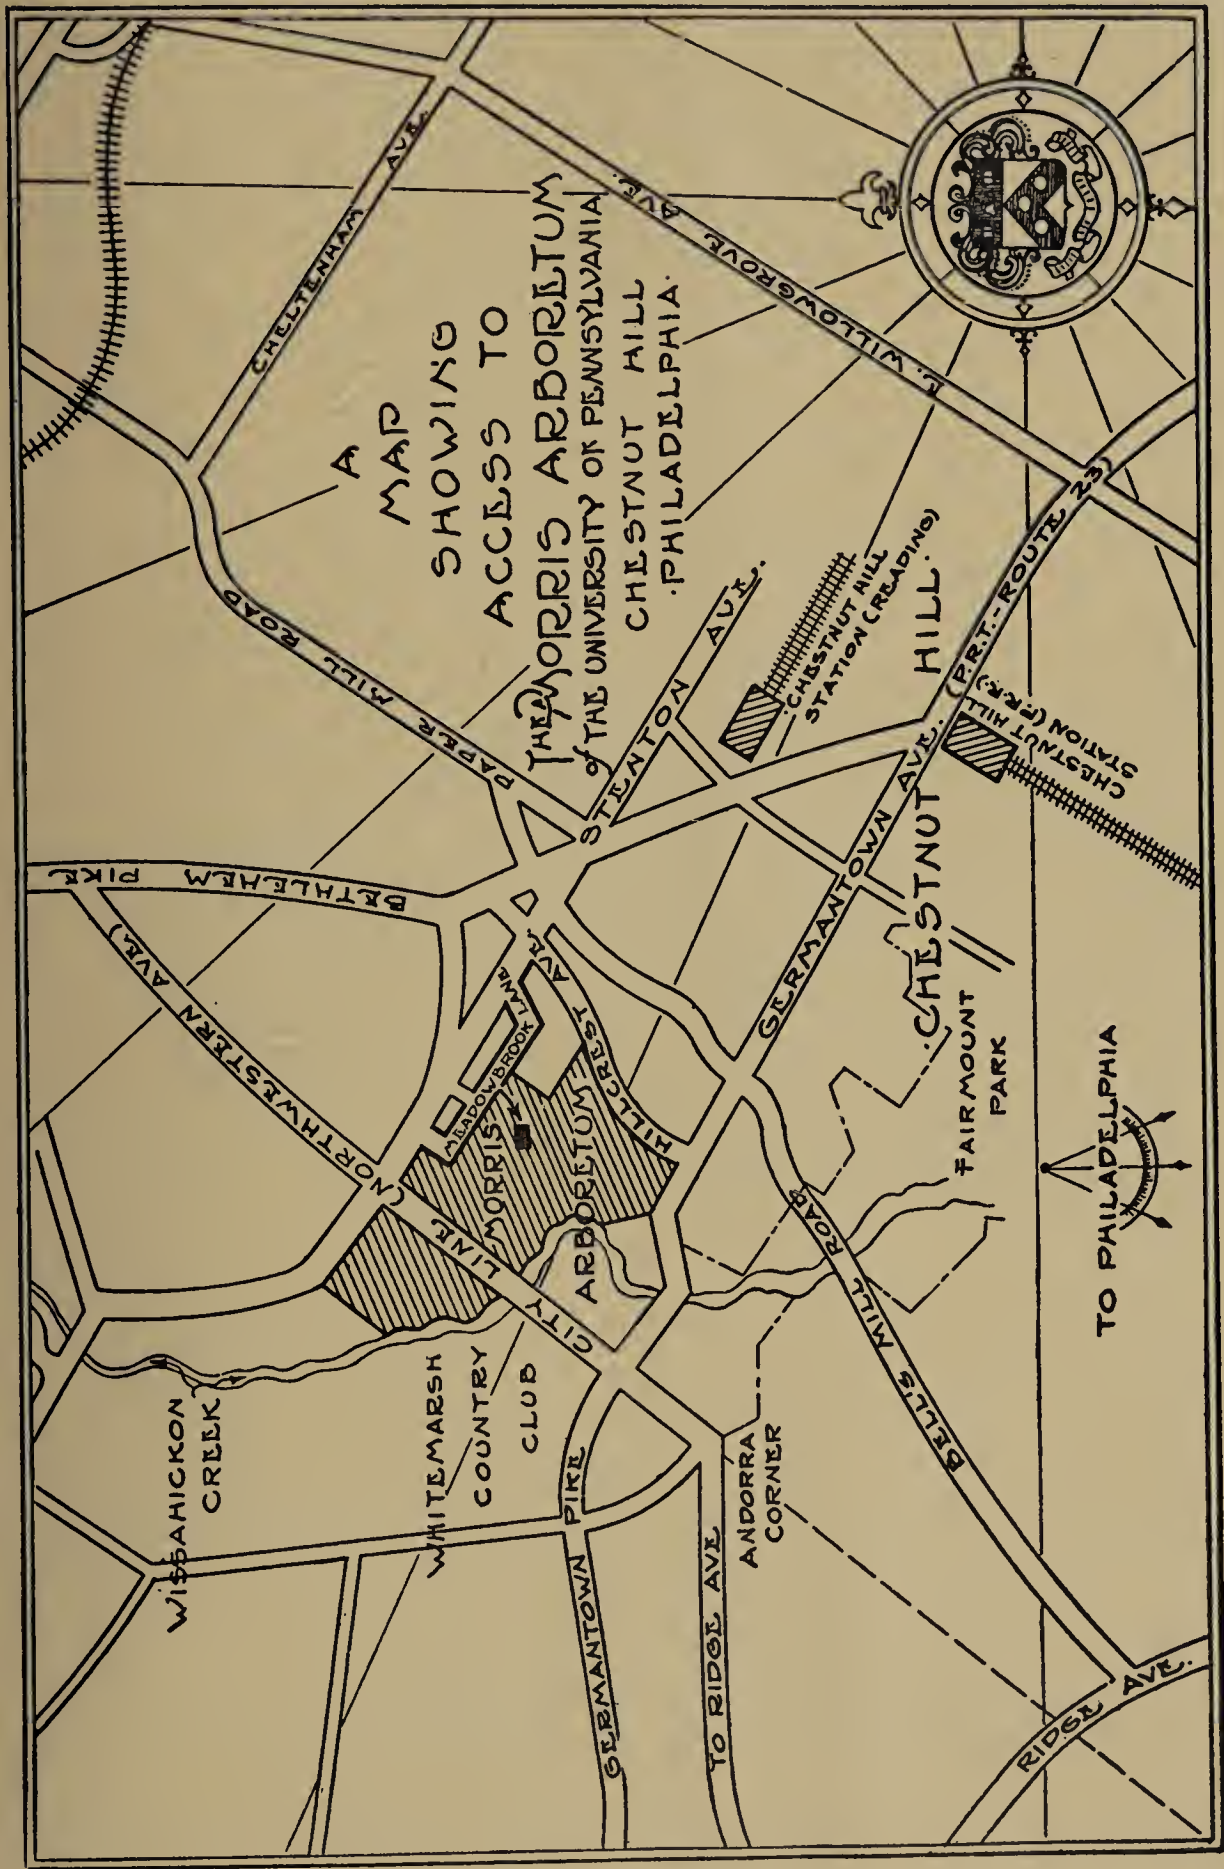 A
MAP
SHOWING
ACCESS TO
THE MORRIS ARBORETUM
of THE UNIVERSITY OF PENNSYLVANIA
CHESTNUT HILL
.PHILADELPHIA.
WISSAHICKON
CREEK
WHITEMARSH
COUNTRY
CLUB
GERMANTOWN PIKE
TO RIDGE AVE
ANDORRA
CORNER
RIDGE AVE.
BELL'S MILL ROAD
CITY LINE
(NORTHWESTERN AVE.)
BETHLEHEM PIKE
MORRIS
ARBORETUM
MEADOWBROOK LANE
HILLCREST AVE.
PAPER MILL ROAD
CHELTENHAM AVE.
STENTON AVE.
E. WILLOWGROVE AVE.
GERMANTOWN AVE. (P.R.T.-ROUTE 23)
.CHESTNUT HILL
STATION (READING)
CHESTNUT HILL
STATION (P.R.R.)
.CHESTNUT HILL.
FAIRMOUNT
PARK
TO PHILADELPHIA